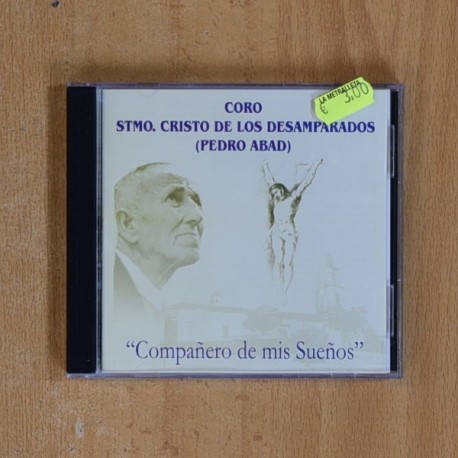 LA METRALLETA
€ 3,00
CORO
STMO. CRISTO DE LOS DESAMPARADOS
(PEDRO ABAD)
“Compañero de mis Sueños”